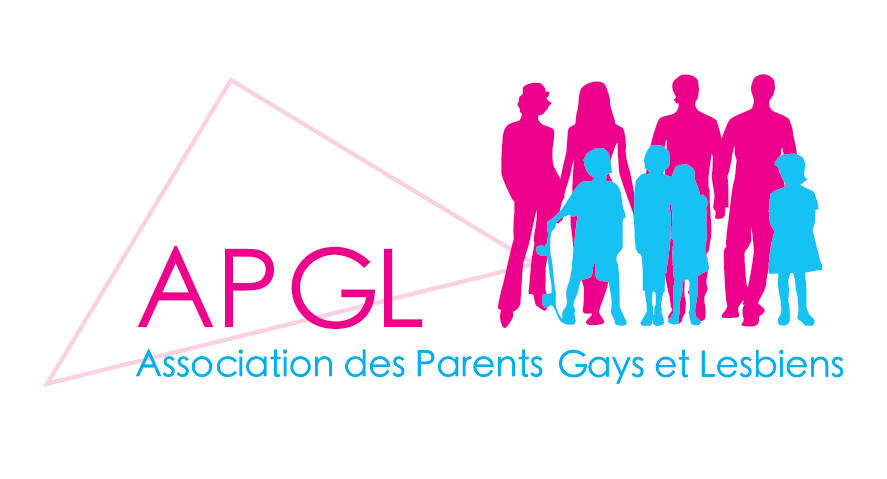 APGL
Association des Parents Gays et Lesbiens